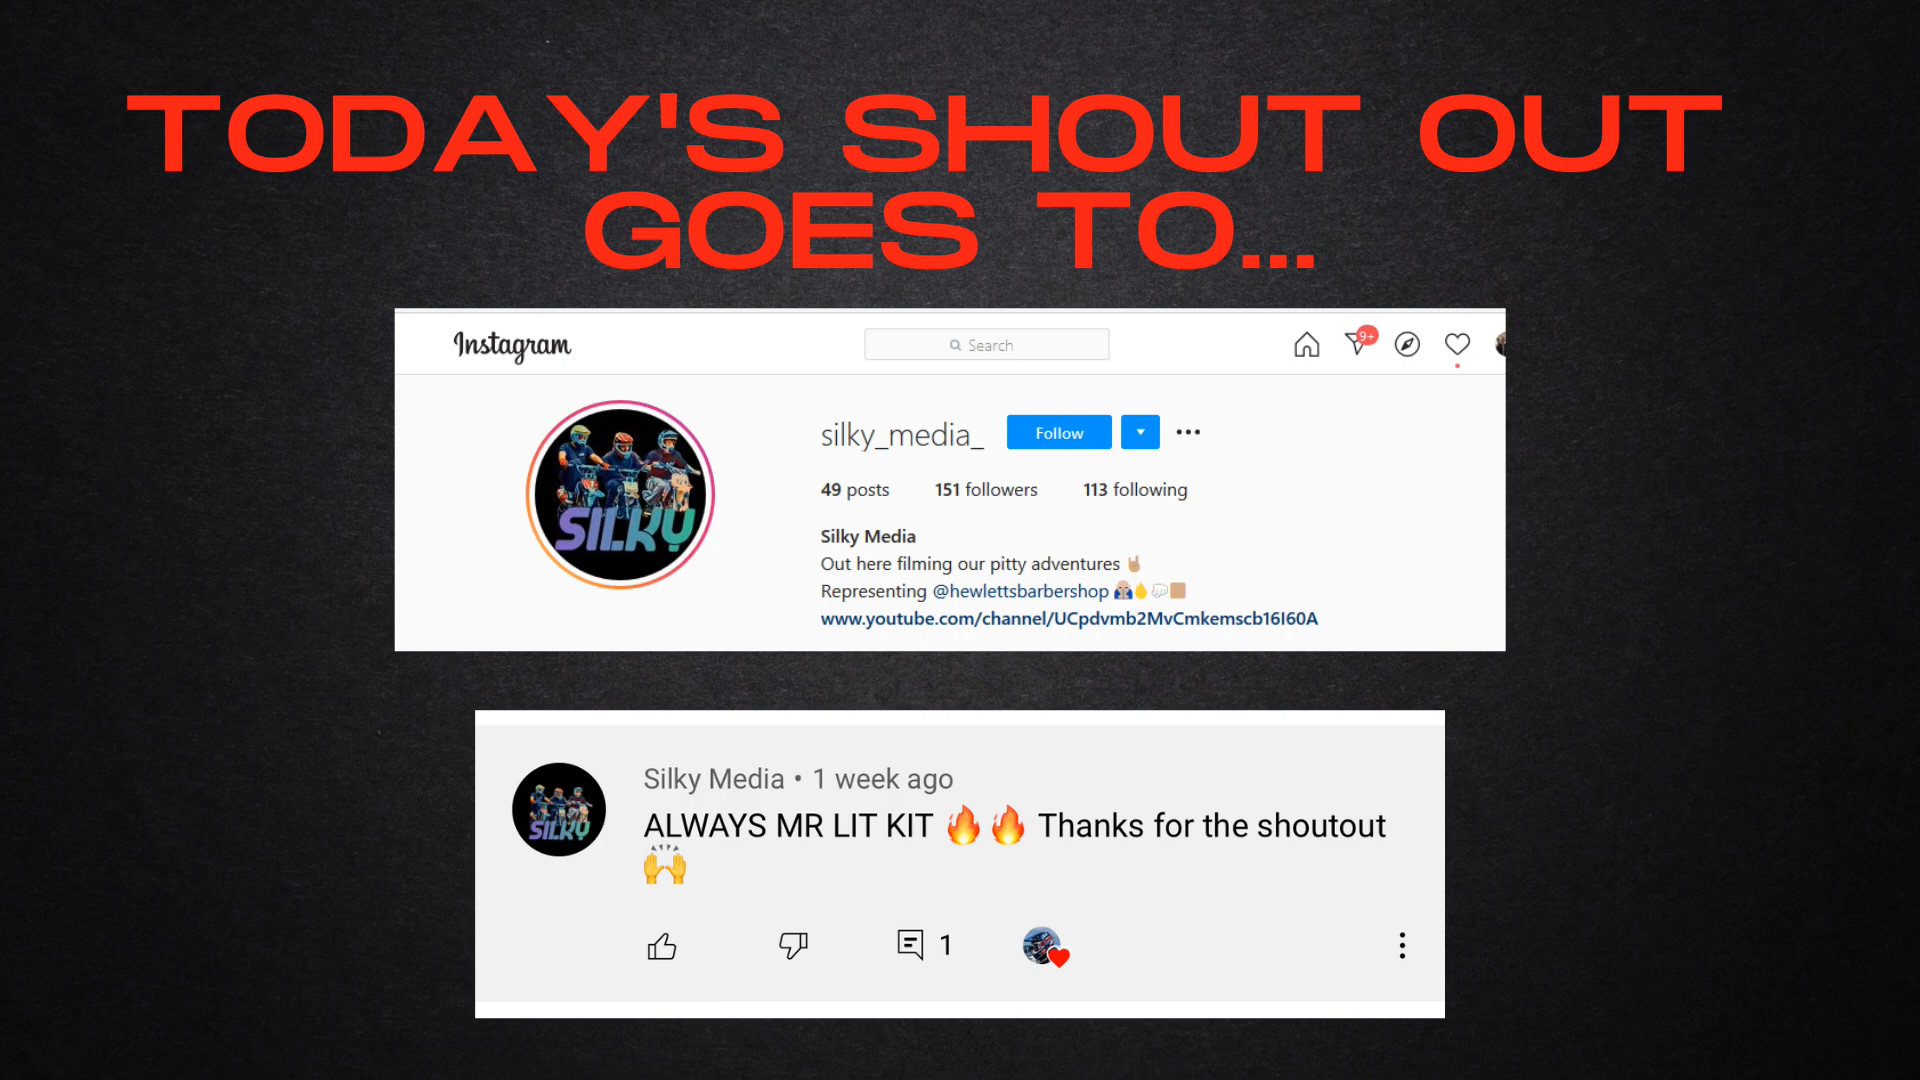 TODAY'S SHOUT OUT
GOES TO...
Instagram
Search
9+
silky_media_ Follow
49 posts 151 followers 113 following
SILKY
Silky Media
Out here filming our pitty adventures 🤘🏼
Representing @hewlettsbarbershop
www.youtube.com/channel/UCpdvmb2MvCmkemscb16I60A
Silky Media • 1 week ago
ALWAYS MR LIT KIT 🔥🔥 Thanks for the shoutout
🙌
SILKY
1